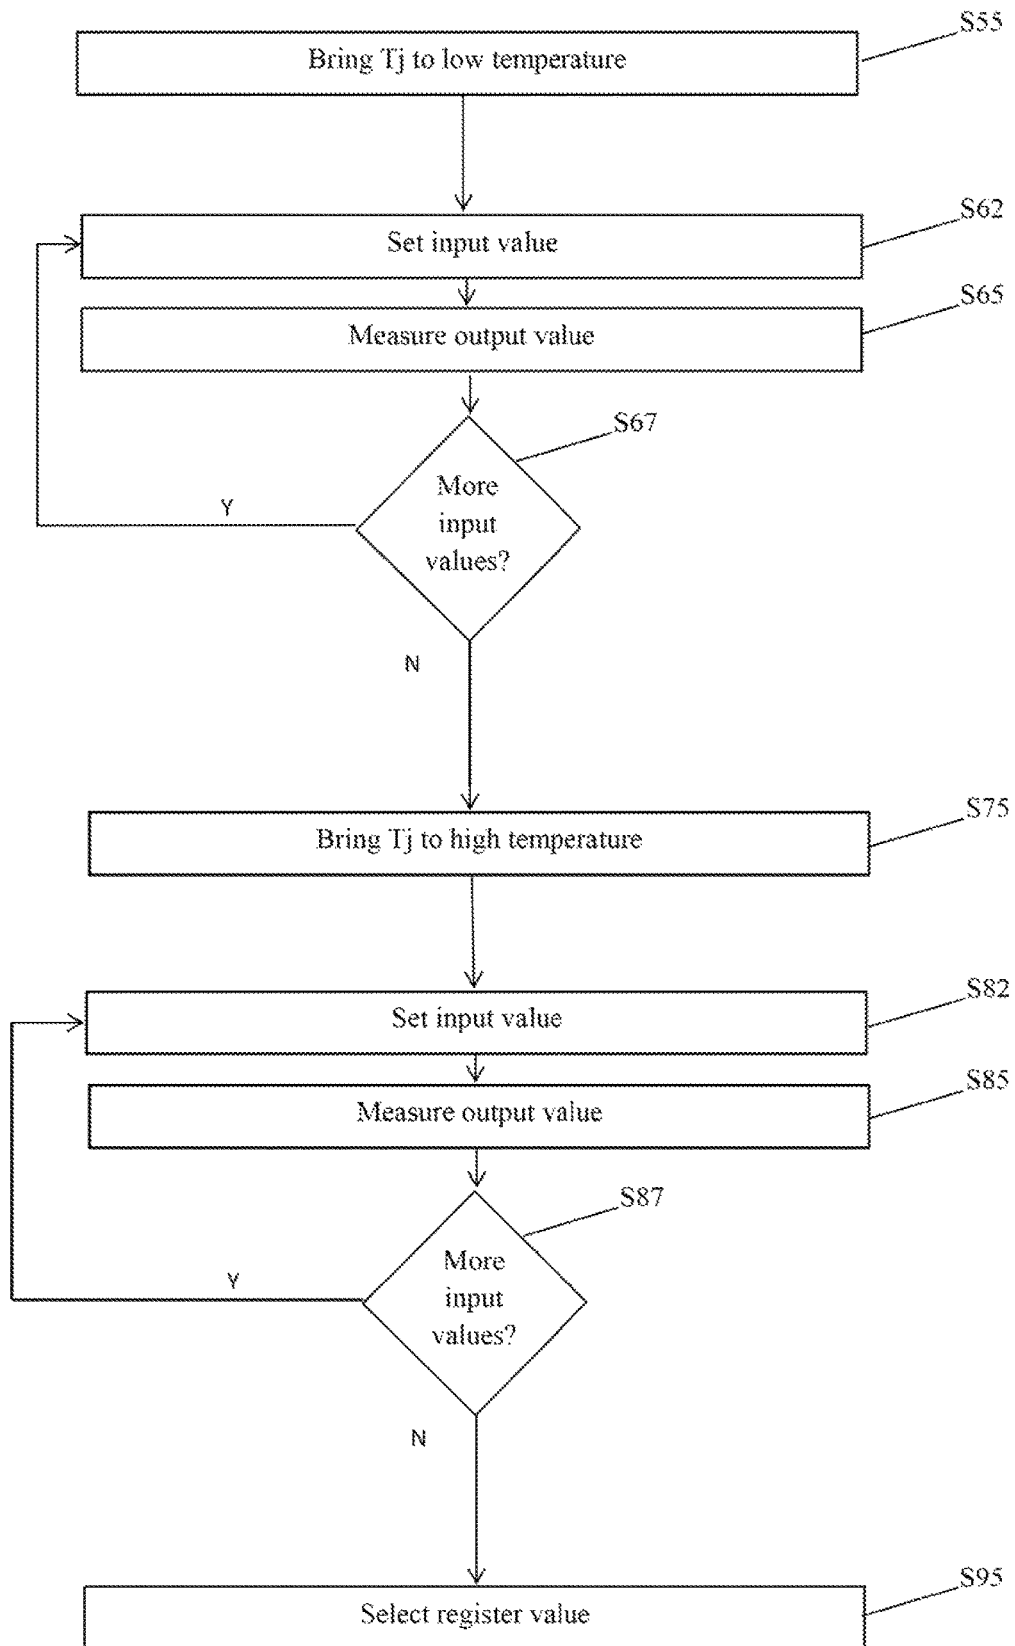 S55
Bring Tj to low temperature
S62
Set input value
S65
Measure output value
S67
More
input
values?
Y
N
S75
Bring Tj to high temperature
S82
Set input value
S85
Measure output value
S87
More
input
values?
Y
N
S95
Select register value